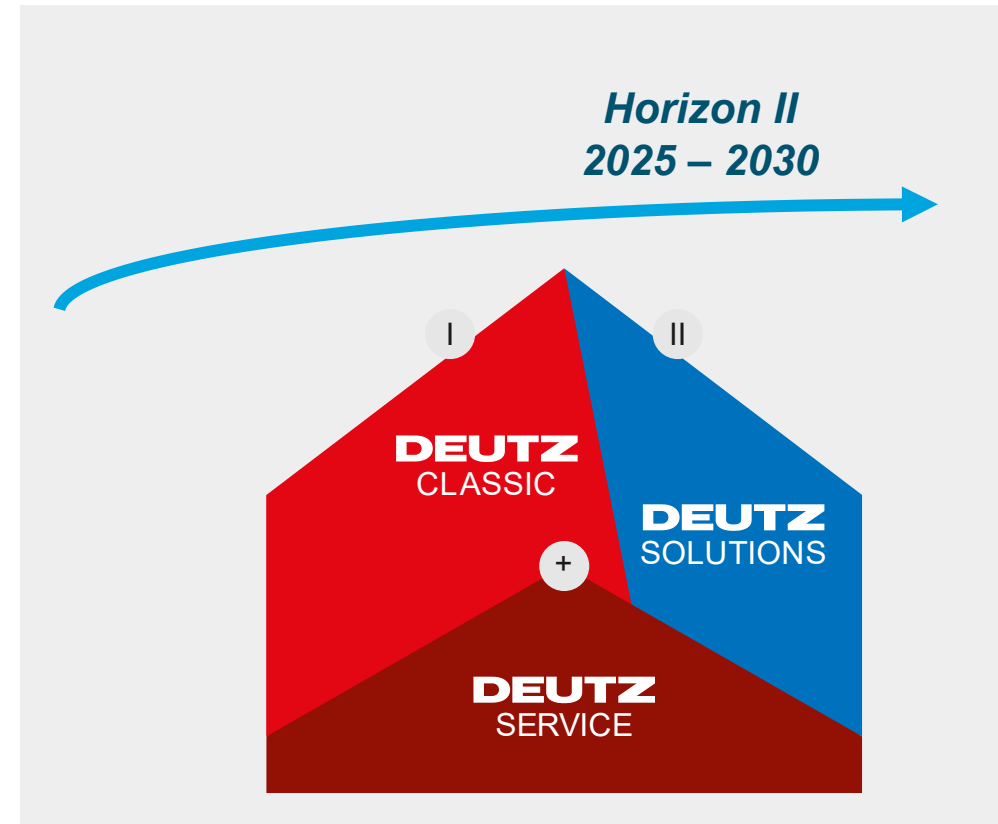 Horizon II
2025 – 2030
I
II
DEUTZ
CLASSIC
DEUTZ
SOLUTIONS
+
DEUTZ
SERVICE